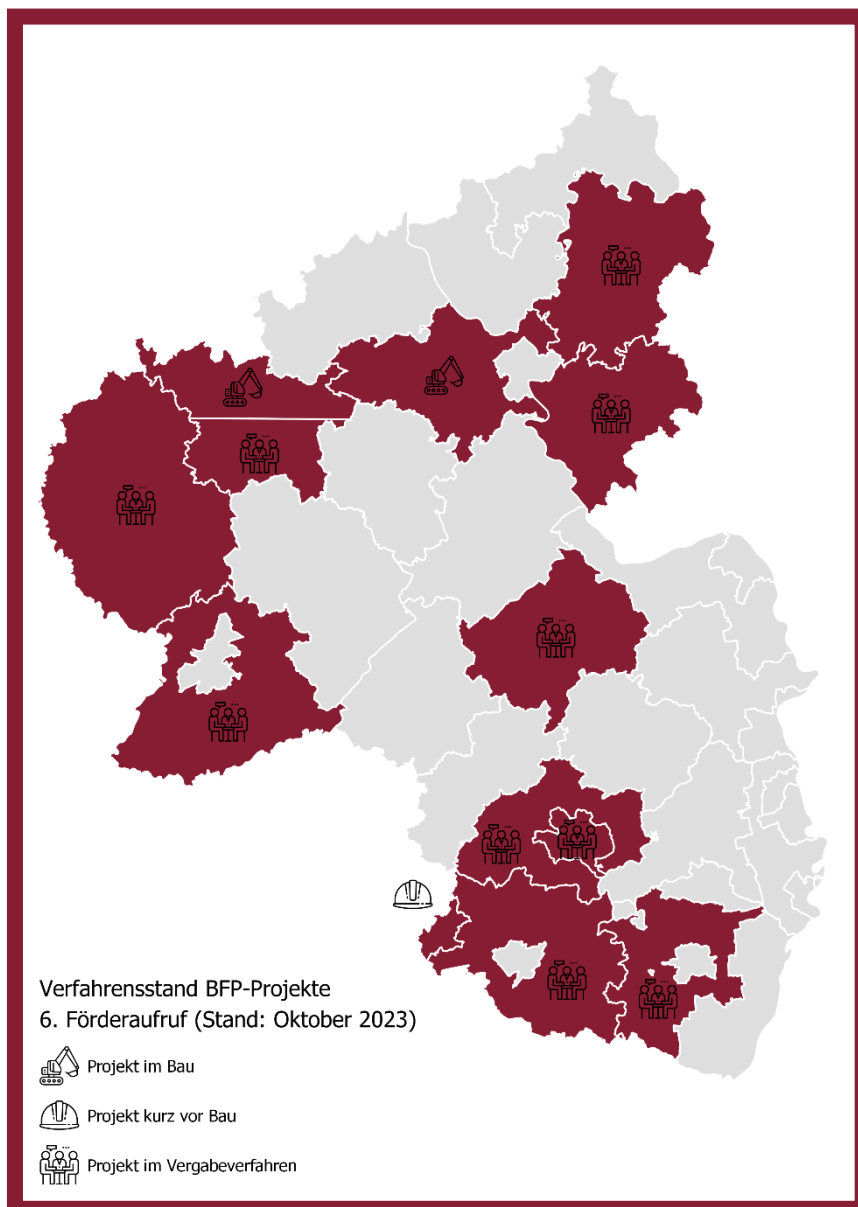 Verfahrensstand BFP-Projekte
6. Förderaufruf (Stand: Oktober 2023)
Projekt im Bau
Projekt kurz vor Bau
Projekt im Vergabeverfahren